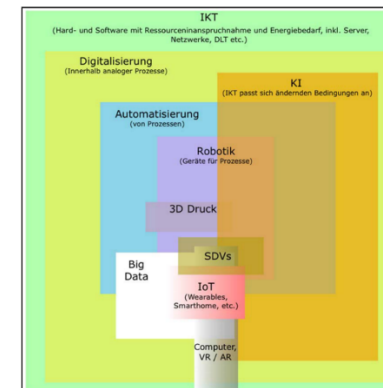 IKT
(Hard- und Software mit Ressourceninanspruchnahme und Energiebedarf, inkl. Server,
Netzwerke, DLT etc.)
Digitalisierung
(Innerhalb analoger Prozesse)
KI
(IKT passt sich ändernden Bedingungen an)
Automatisierung
(von Prozessen)
Robotik
(Geräte für Prozesse)
3D Druck
SDVs
Big
Data
IoT
(Wearables,
Smarthome, etc.)
Computer,
VR / AR